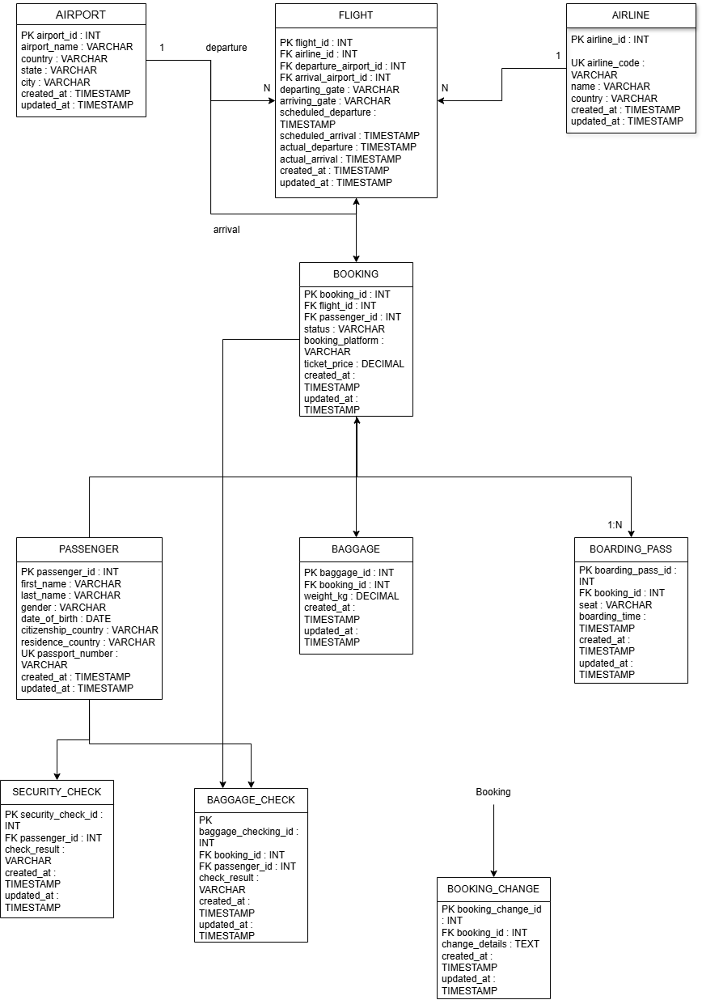 AIRPORT
PK airport_id : INT
airport_name : VARCHAR
country : VARCHAR
state : VARCHAR
city : VARCHAR
created_at : TIMESTAMP
updated_at : TIMESTAMP
1
departure
N
arrival
FLIGHT
PK flight_id : INT
FK airline_id : INT
FK departure_airport_id : INT
FK arrival_airport_id : INT
departing_gate : VARCHAR
arriving_gate : VARCHAR
scheduled_departure :
TIMESTAMP
scheduled_arrival : TIMESTAMP
actual_departure : TIMESTAMP
actual_arrival : TIMESTAMP
created_at : TIMESTAMP
updated_at : TIMESTAMP
N
1
AIRLINE
PK airline_id : INT
UK airline_code :
VARCHAR
name : VARCHAR
country : VARCHAR
created_at : TIMESTAMP
updated_at : TIMESTAMP
BOOKING
PK booking_id : INT
FK flight_id : INT
FK passenger_id : INT
status : VARCHAR
booking_platform :
VARCHAR
ticket_price : DECIMAL
created_at :
TIMESTAMP
updated_at :
TIMESTAMP
PASSENGER
PK passenger_id : INT
first_name : VARCHAR
last_name : VARCHAR
gender : VARCHAR
date_of_birth : DATE
citizenship_country : VARCHAR
residence_country : VARCHAR
UK passport_number :
VARCHAR
created_at : TIMESTAMP
updated_at : TIMESTAMP
BAGGAGE
PK baggage_id : INT
FK booking_id : INT
weight_kg : DECIMAL
created_at :
TIMESTAMP
updated_at :
TIMESTAMP
1:N
BOARDING_PASS
PK boarding_pass_id :
INT
FK booking_id : INT
seat : VARCHAR
boarding_time :
TIMESTAMP
created_at :
TIMESTAMP
updated_at :
TIMESTAMP
SECURITY_CHECK
PK security_check_id :
INT
FK passenger_id : INT
check_result :
VARCHAR
created_at :
TIMESTAMP
updated_at :
TIMESTAMP
BAGGAGE_CHECK
PK
baggage_checking_id :
INT
FK booking_id : INT
FK passenger_id : INT
check_result :
VARCHAR
created_at :
TIMESTAMP
updated_at :
TIMESTAMP
Booking
BOOKING_CHANGE
PK booking_change_id
: INT
FK booking_id : INT
change_details : TEXT
created_at :
TIMESTAMP
updated_at :
TIMESTAMP